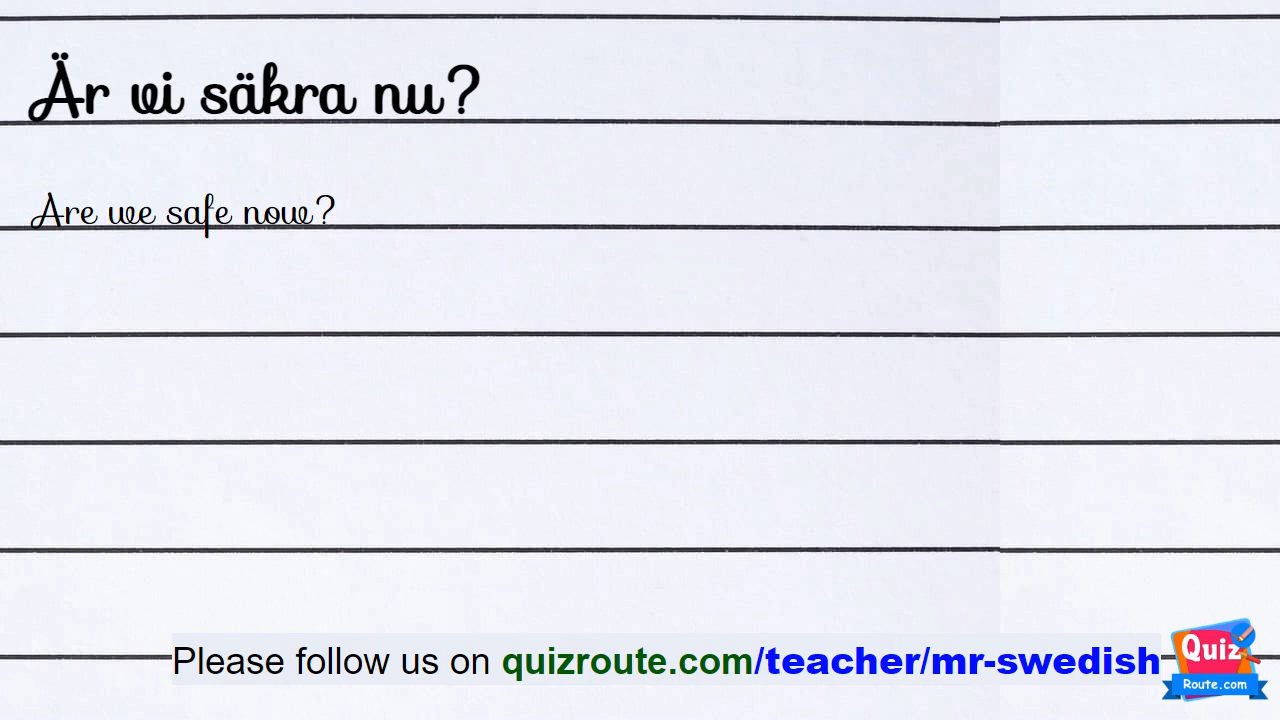 Är vi säkra nu?
Are we safe now?
Please follow us on quizroute.com/teacher/mr-swedish
Quiz
Route.com